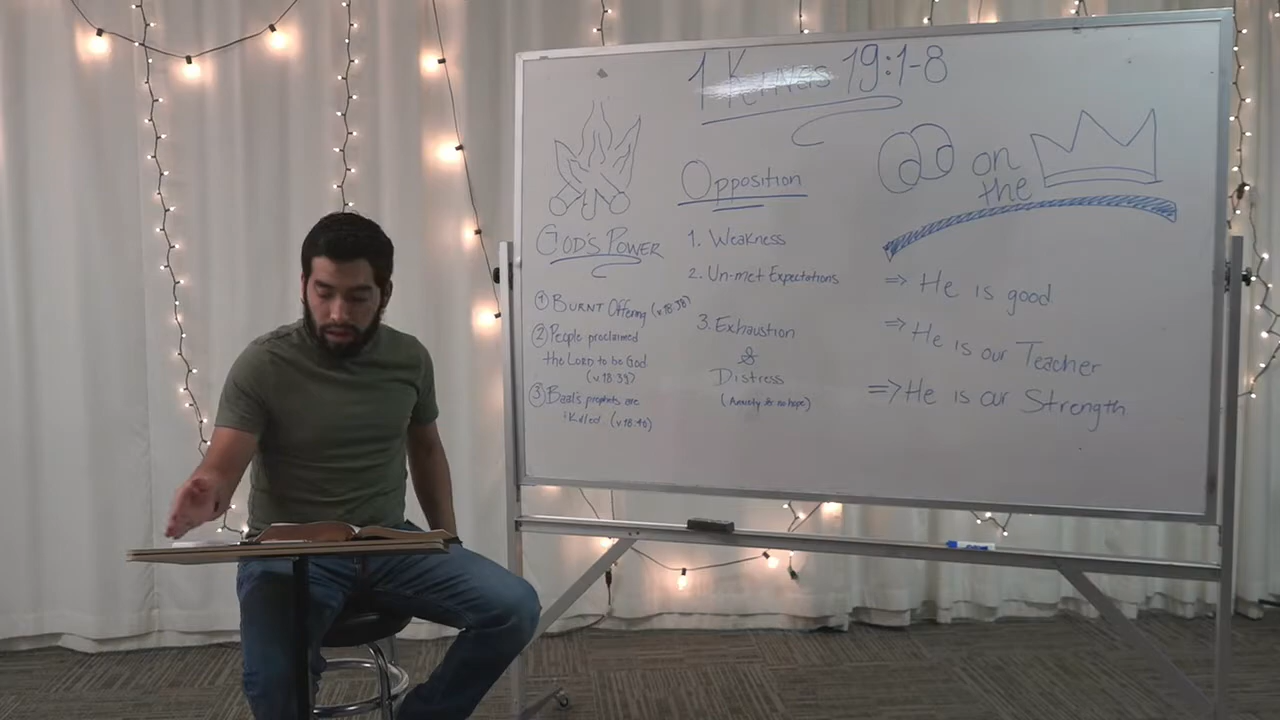 1 Kings 19:1-8
GOD'S POWER
① BURNT Offering (v.18:38)
② People proclaimed
the LORD to be God
(v.18:39)
③ Baal's prophets are
Killed (v.18:40)
Opposition
1. Weakness
2. Un-met Expectations
3. Exhaustion
&
Distress
(Anxiety & no hope)
on
the
⇒ He is good
⇒ He is our Teacher
⇒ He is our Strength